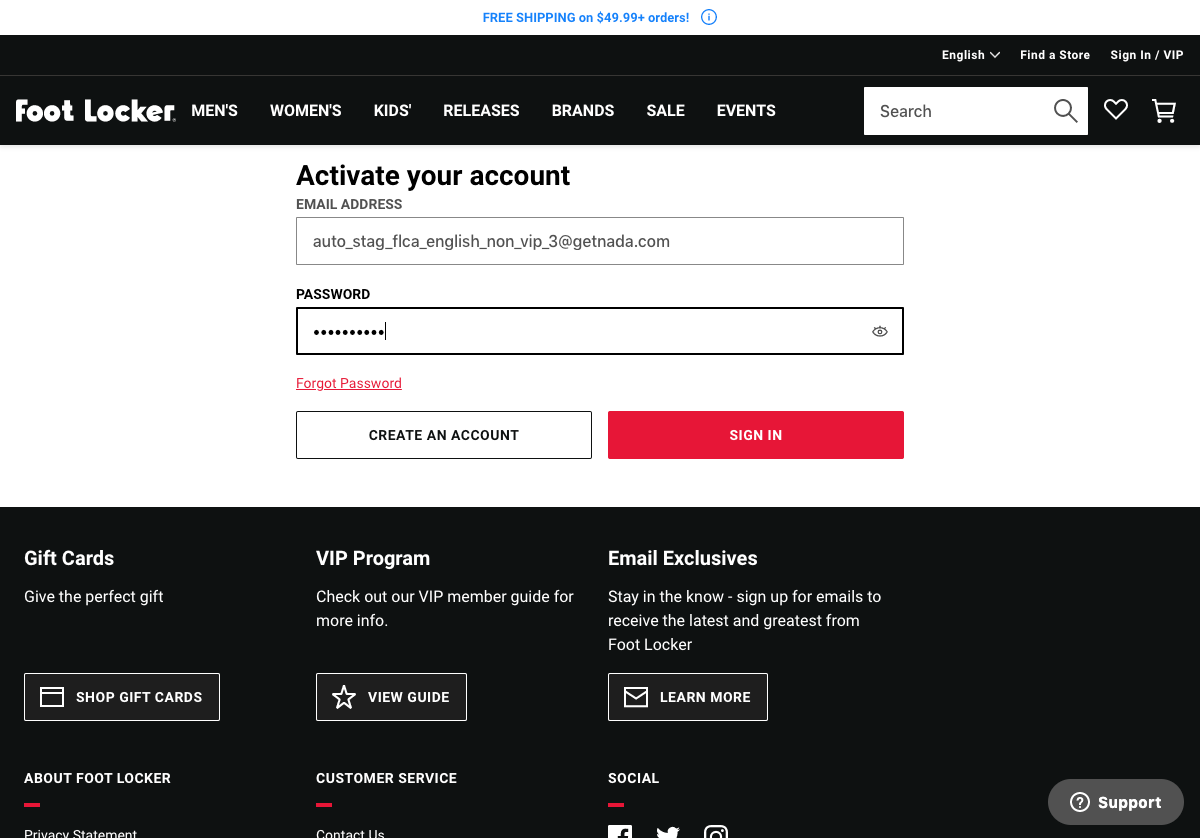 FREE SHIPPING on $49.99+ orders!
English Find a Store Sign In / VIP
Foot Locker MEN'S WOMEN'S KIDS' RELEASES BRANDS SALE EVENTS Search
Activate your account
EMAIL ADDRESS
auto_stag_flca_english_non_vip_3@getnada.com
PASSWORD
••••••••••
Forgot Password
CREATE AN ACCOUNT SIGN IN
Gift Cards VIP Program Email Exclusives
Give the perfect gift Check out our VIP member guide for Stay in the know - sign up for emails to
more info. receive the latest and greatest from
Foot Locker
SHOP GIFT CARDS VIEW GUIDE LEARN MORE
ABOUT FOOT LOCKER CUSTOMER SERVICE SOCIAL
Support
Privacy Statement Contact Us